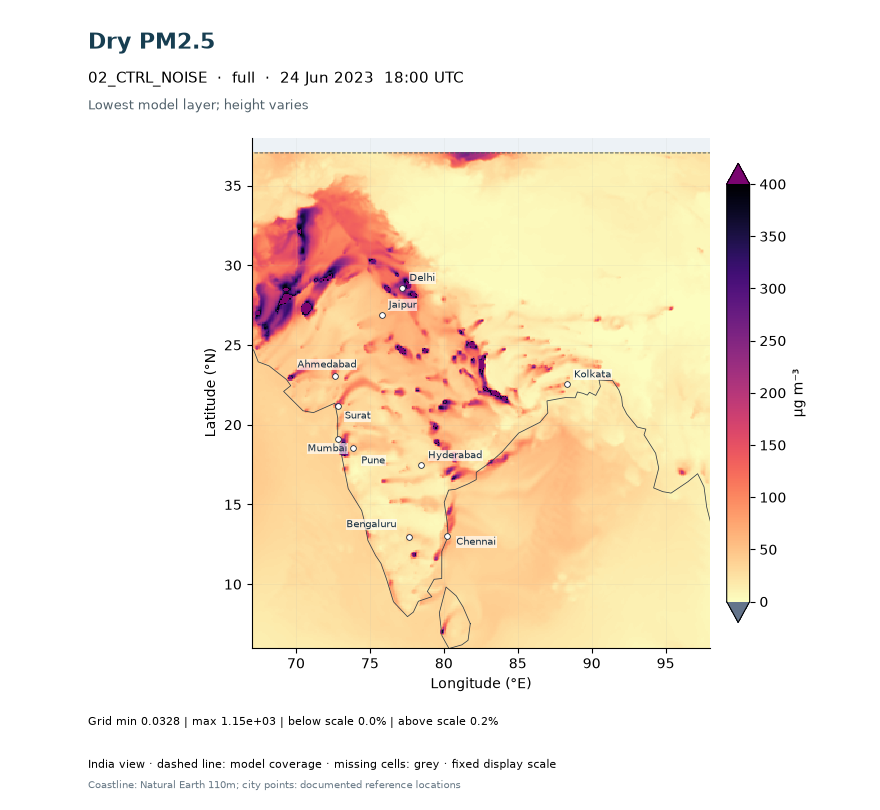 Dry PM2.5
02_CTRL_NOISE · full · 24 Jun 2023 18:00 UTC
Lowest model layer; height varies
35
30
25
20
15
10
Latitude (°N)
Delhi
Jaipur
Ahmedabad
Kolkata
Surat
Mumbai
Pune
Hyderabad
Bengaluru
Chennai
70
75
80
85
90
95
Longitude (°E)
400
350
300
250
200
150
100
50
0
µg m⁻³
Grid min 0.0328 | max 1.15e+03 | below scale 0.0% | above scale 0.2%
India view · dashed line: model coverage · missing cells: grey · fixed display scale
Coastline: Natural Earth 110m; city points: documented reference locations